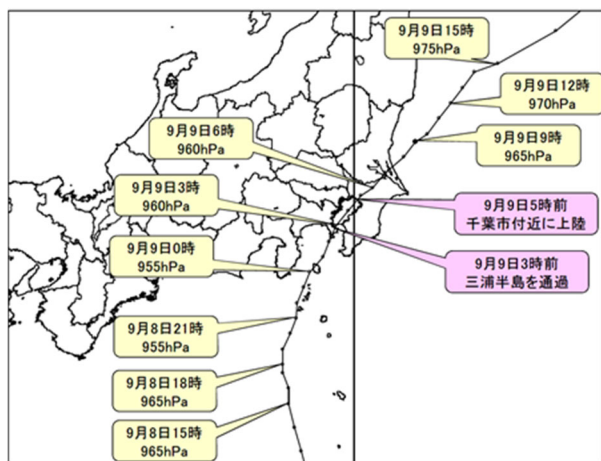 9月9日15時
975hPa
9月9日12時
970hPa
9月9日6時
960hPa
9月9日9時
965hPa
9月9日3時
960hPa
9月9日5時前
千葉市付近に上陸
9月9日0時
955hPa
9月9日3時前
三浦半島を通過
9月8日21時
955hPa
9月8日18時
965hPa
9月8日15時
965hPa